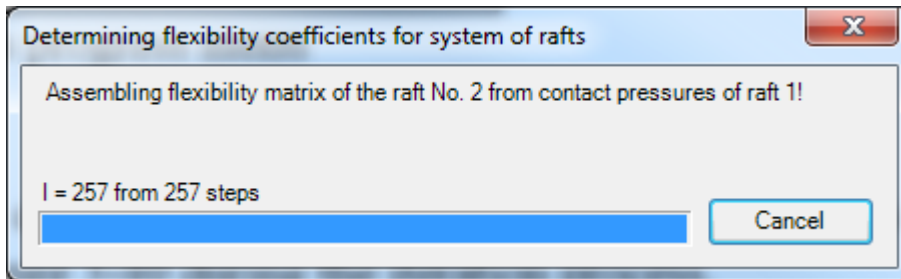 Determining flexibility coefficients for system of rafts
Assembling flexibility matrix of the raft No. 2 from contact pressures of raft 1!
I = 257 from 257 steps
Cancel